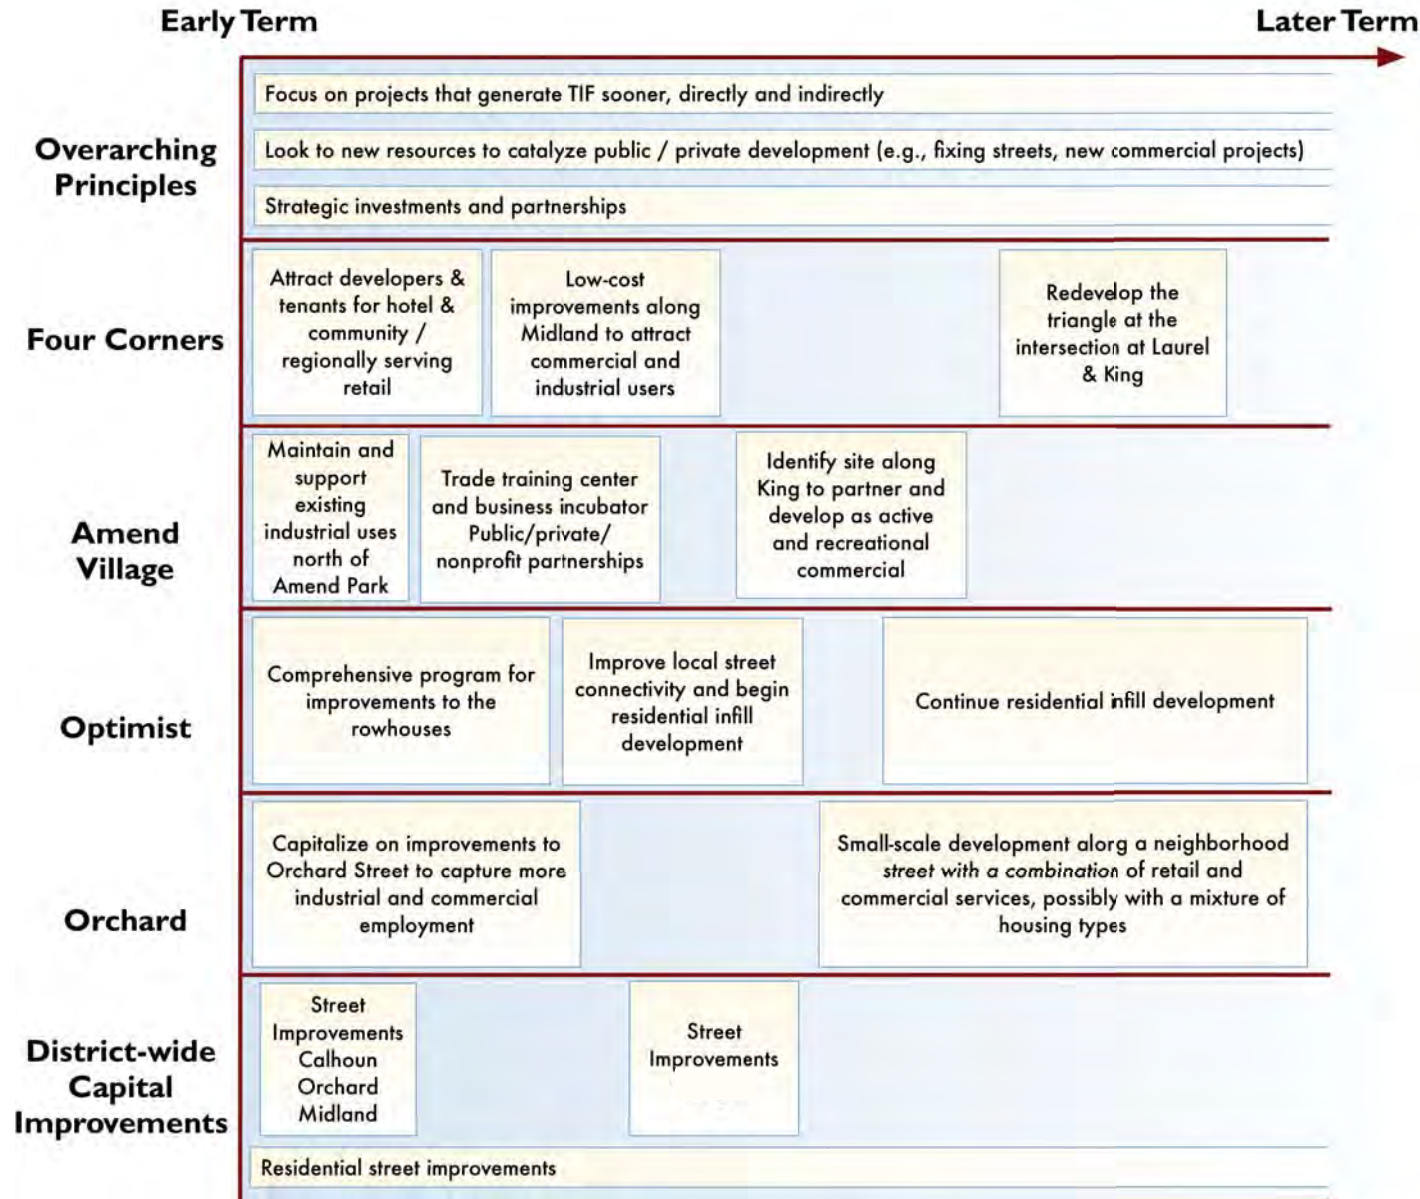 Early Term
Later Term
Overarching
Principles
Focus on projects that generate TIF sooner, directly and indirectly
Look to new resources to catalyze public / private development (e.g., fixing streets, new commercial projects)
Strategic investments and partnerships
Four Corners
Attract developers &
tenants for hotel &
community /
regionally serving
retail
Low-cost
improvements along
Midland to attract
commercial and
industrial users
Redevelop the
triangle at the
intersection at Laurel
& King
Amend
Village
Maintain and
support
existing
industrial uses
north of
Amend Park
Trade training center
and business incubator
Public/private/
nonprofit partnerships
Identify site along
King to partner and
develop as active
and recreational
commercial
Optimist
Comprehensive program for
improvements to the
rowhouses
Improve local street
connectivity and begin
residential infill
development
Continue residential infill development
Orchard
Capitalize on improvements to
Orchard Street to capture more
industrial and commercial
employment
Small-scale development along a neighborhood
street with a combination of retail and
commercial services, possibly with a mixture of
housing types
District-wide
Capital
Improvements
Street
Improvements
Calhoun
Orchard
Midland
Street
Improvements
Residential street improvements